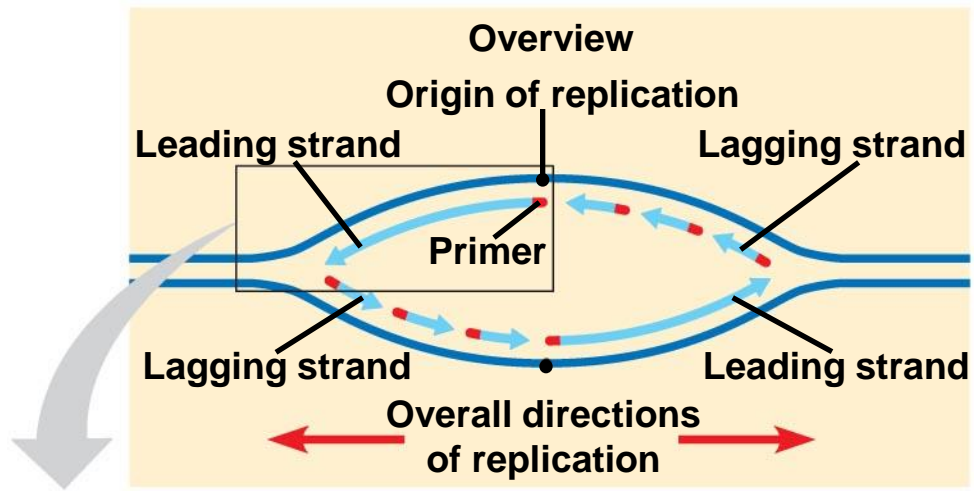 Overview
Origin of replication
Leading strand
Lagging strand
Primer
Lagging strand
Leading strand
Overall directions
of replication